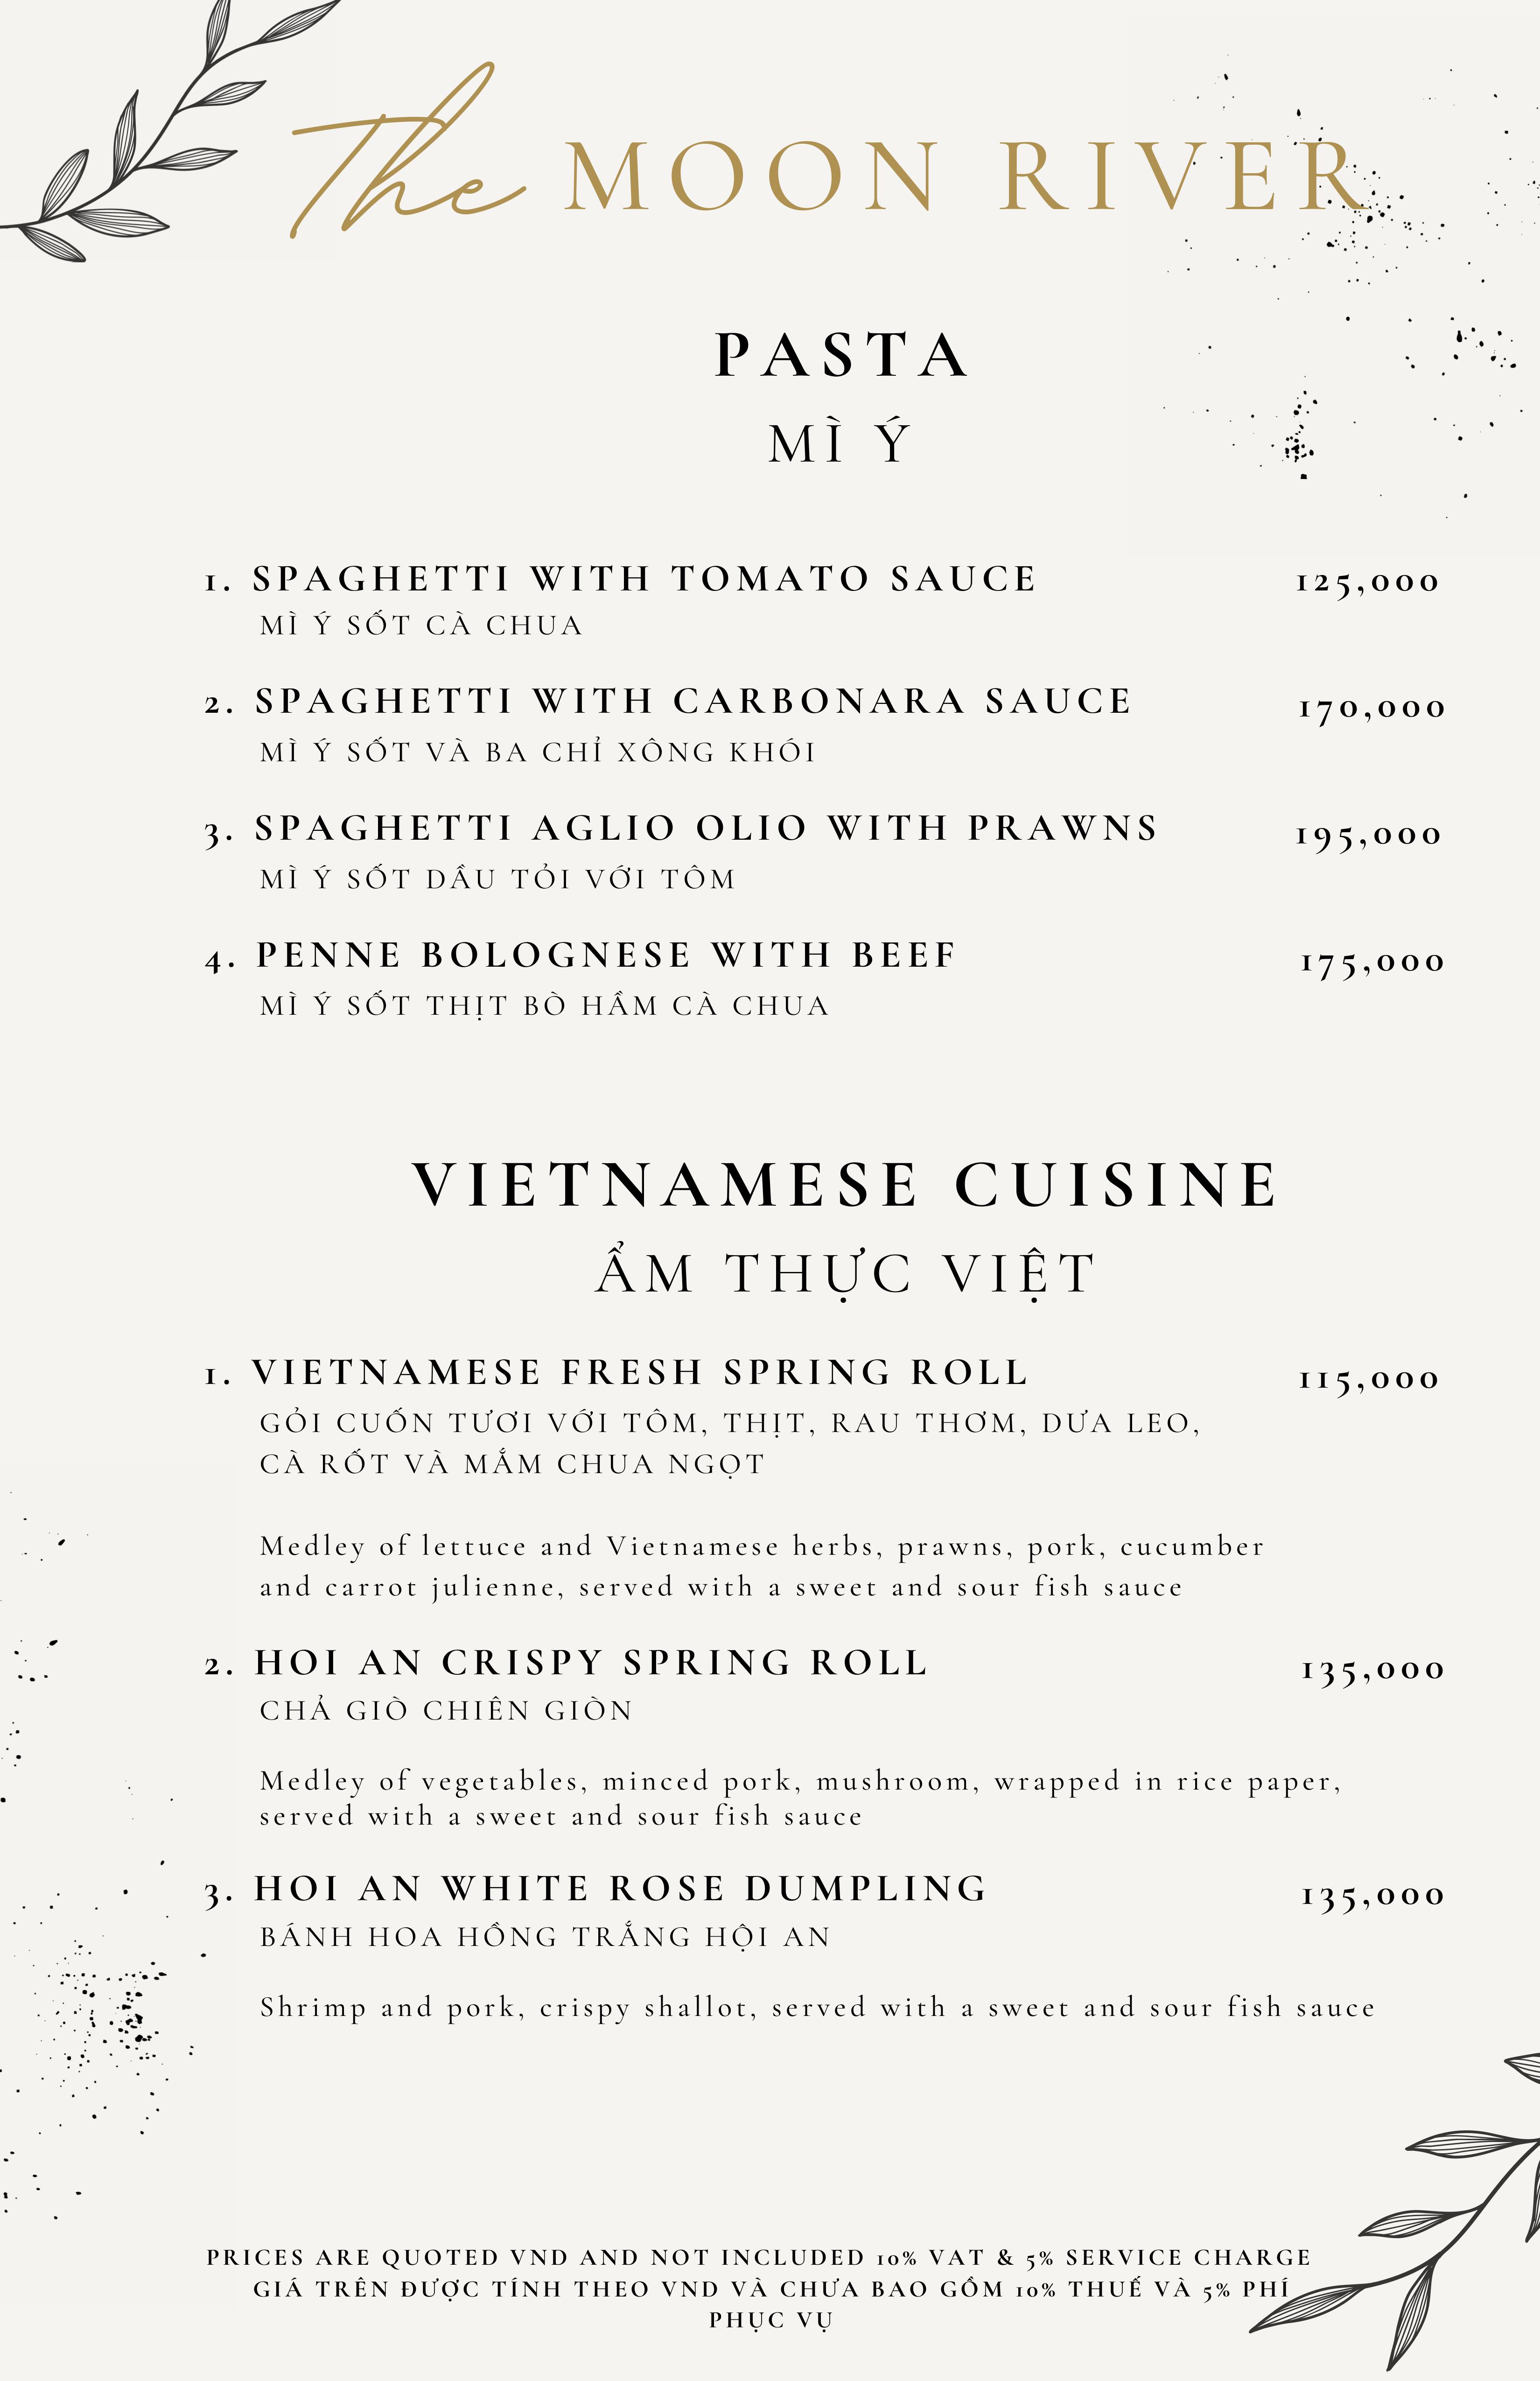 The MOON RIVER
PASTA
MÌ Ý
1. SPAGHETTI WITH TOMATO SAUCE 125,000
MÌ Ý SỐT CÀ CHUA
2. SPAGHETTI WITH CARBONARA SAUCE 170,000
MÌ Ý SỐT VÀ BA CHỈ XÔNG KHÓI
3. SPAGHETTI AGLIO OLIO WITH PRAWNS 195,000
MÌ Ý SỐT DẦU TỎI VỚI TÔM
4. PENNE BOLOGNESE WITH BEEF 175,000
MÌ Ý SỐT THỊT BÒ HẦM CÀ CHUA
VIETNAMESE CUISINE
ẨM THỰC VIỆT
1. VIETNAMESE FRESH SPRING ROLL 115,000
GỎI CUỐN TƯƠI VỚI TÔM, THỊT, RAU THƠM, DƯA LEO,
CÀ RỐT VÀ MẮM CHUA NGỌT
Medley of lettuce and Vietnamese herbs, prawns, pork, cucumber
and carrot julienne, served with a sweet and sour fish sauce
2. HOI AN CRISPY SPRING ROLL 135,000
CHẢ GIÒ CHIÊN GIÒN
Medley of vegetables, minced pork, mushroom, wrapped in rice paper,
served with a sweet and sour fish sauce
3. HOI AN WHITE ROSE DUMPLING 135,000
BÁNH HOA HỒNG TRẮNG HỘI AN
Shrimp and pork, crispy shallot, served with a sweet and sour fish sauce
PRICES ARE QUOTED VND AND NOT INCLUDED 10% VAT & 5% SERVICE CHARGE
GIÁ TRÊN ĐƯỢC TÍNH THEO VND VÀ CHƯA BAO GỒM 10% THUẾ VÀ 5% PHÍ
PHỤC VỤ